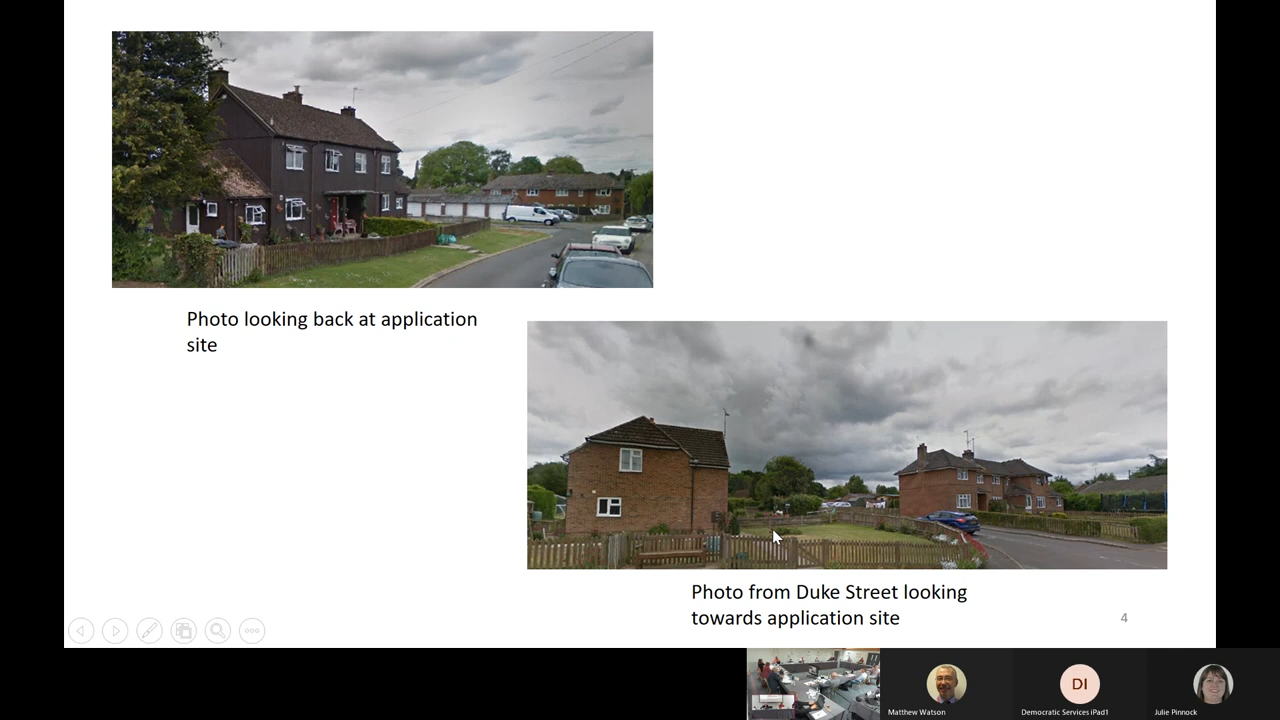 Photo looking back at application
site
Photo from Duke Street looking
towards application site
4
Matthew Watson
DI
Democratic Services iPad1
Julie Pinnock